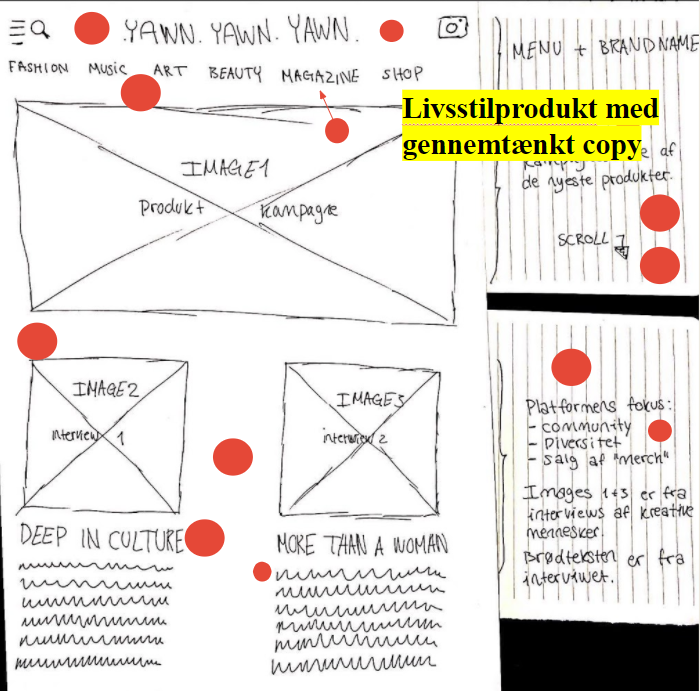 YAWN. YAWN. YAWN.
FASHION MUSIC ART BEAUTY MAGAZINE SHOP
IMAGE1
Produkt kampagne
IMAGE2
interview 1
IMAGE3
interview 2
DEEP IN CULTURE
MORE THAN A WOMAN
MENU + BRANDNAME
Livsstilprodukt med
gennemtænkt copy
af
de nyeste produkter.
SCROLL
Platformens fokus:
- community
- Diversitet
- salg af "merch"
Images 1+3 er fra
interviews af kreative
mennesker.
Brødteksten er fra
interviwet.